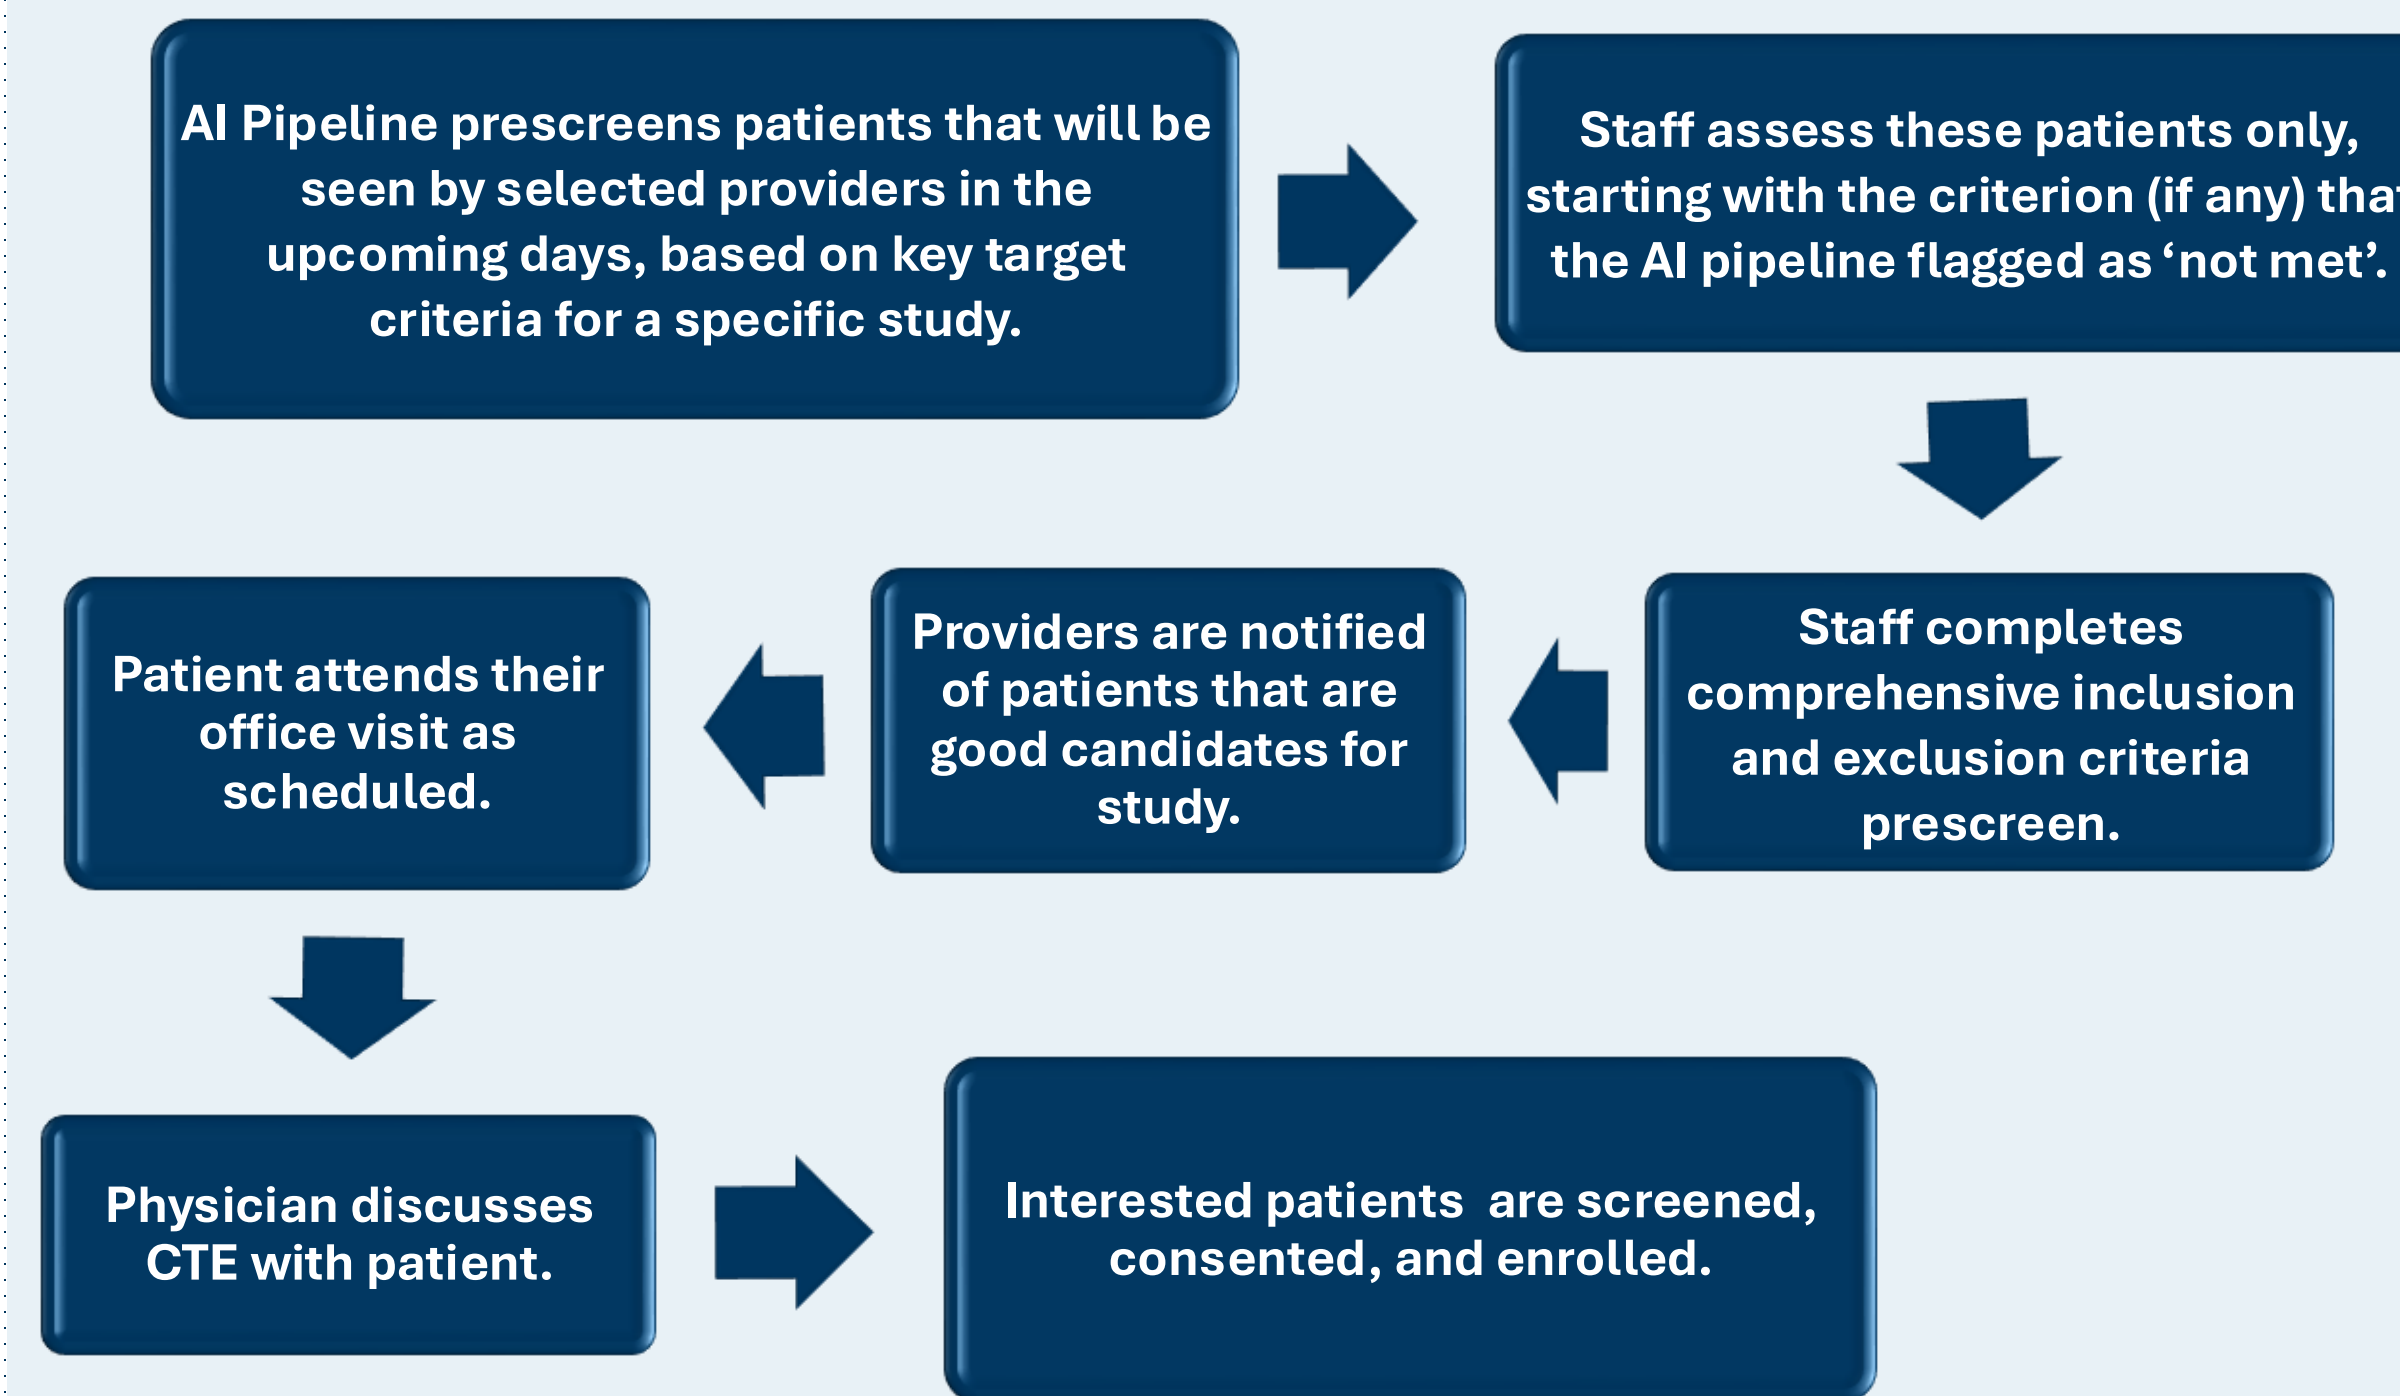 AI Pipeline prescreens patients that will be
seen by selected providers in the
upcoming days, based on key target
criteria for a specific study.
Staff assess these patients only,
starting with the criterion (if any) that
the AI pipeline flagged as ‘not met’.
Staff completes
comprehensive inclusion
and exclusion criteria
prescreen.
Providers are notified
of patients that are
good candidates for
study.
Patient attends their
office visit as
scheduled.
Physician discusses
CTE with patient.
Interested patients  are screened,
consented, and enrolled.